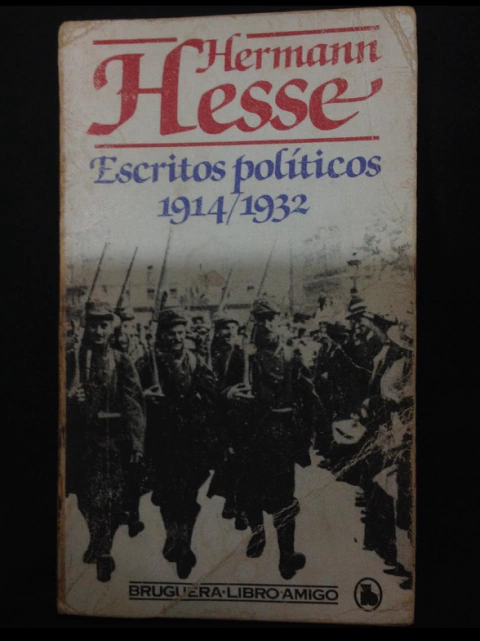 Hermann
Hesse
Escritos políticos
1914/1932
BRUGUERA·LIBRO AMIGO